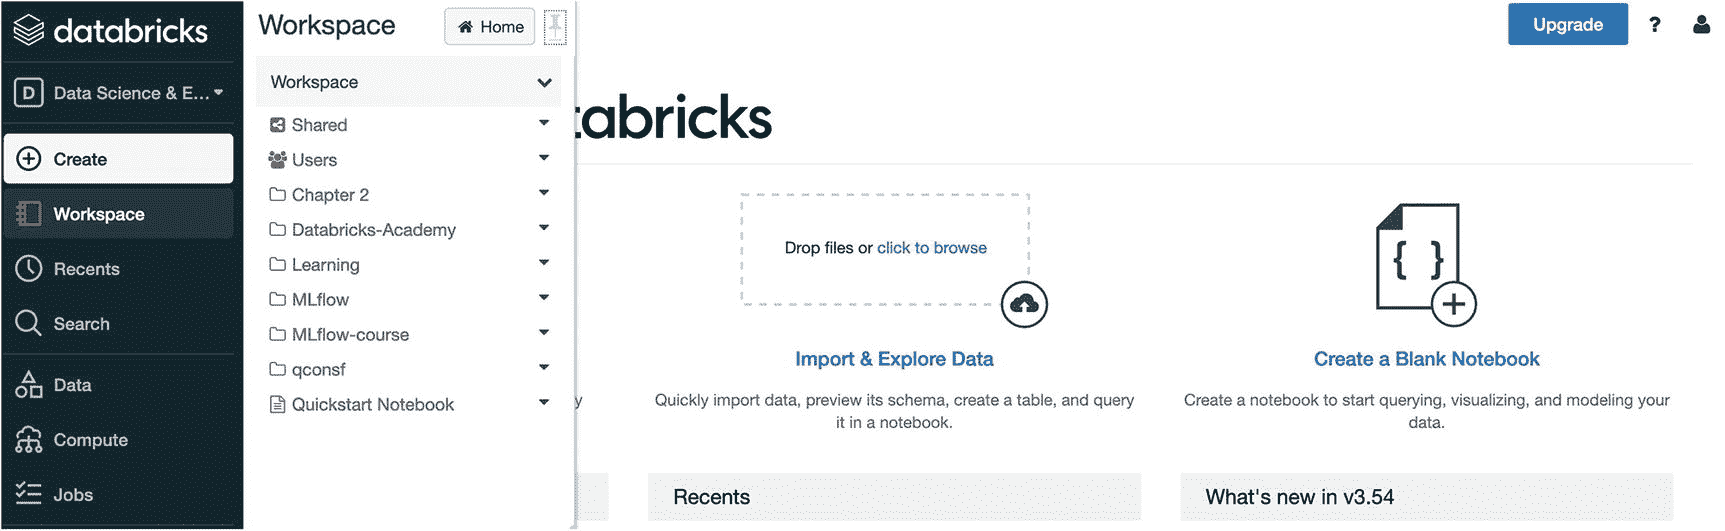 databricks
D Data Science & E...
Create
Workspace
Recents
Search
Data
Compute
Jobs
Workspace
Home
Workspace
Shared
Users
Chapter 2
Databricks-Academy
Learning
MLflow
MLflow-course
qconsf
Quickstart Notebook
Upgrade
?
tabricks
y
Drop files or click to browse
Import & Explore Data
Quickly import data, preview its schema, create a table, and query
it in a notebook.
{ }
Create a Blank Notebook
Create a notebook to start querying, visualizing, and modeling your
data.
Recents
What's new in v3.54